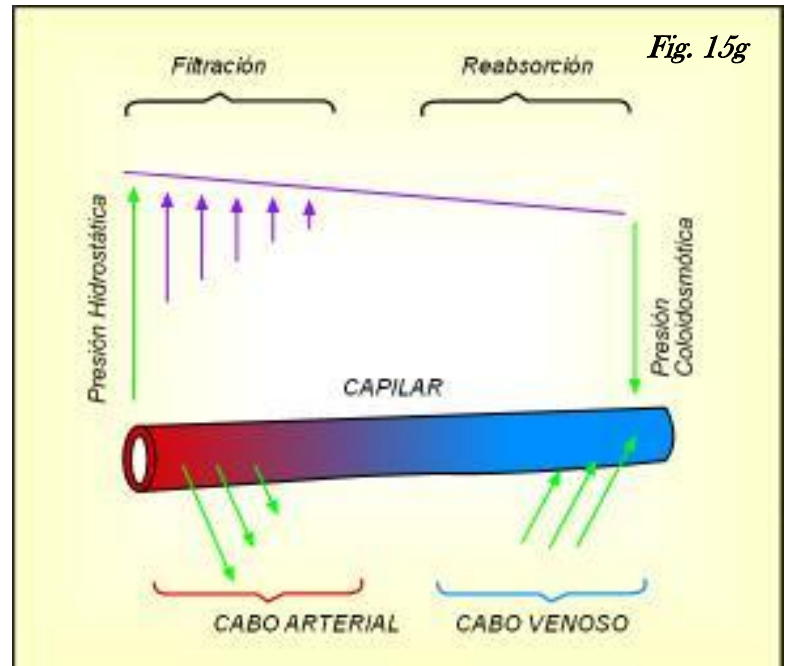 Fig. 15g
Filtración
Reabsorción
Presión Hidrostática
Presión
Coloidosmótica
CAPILAR
CABO ARTERIAL
CABO VENOSO